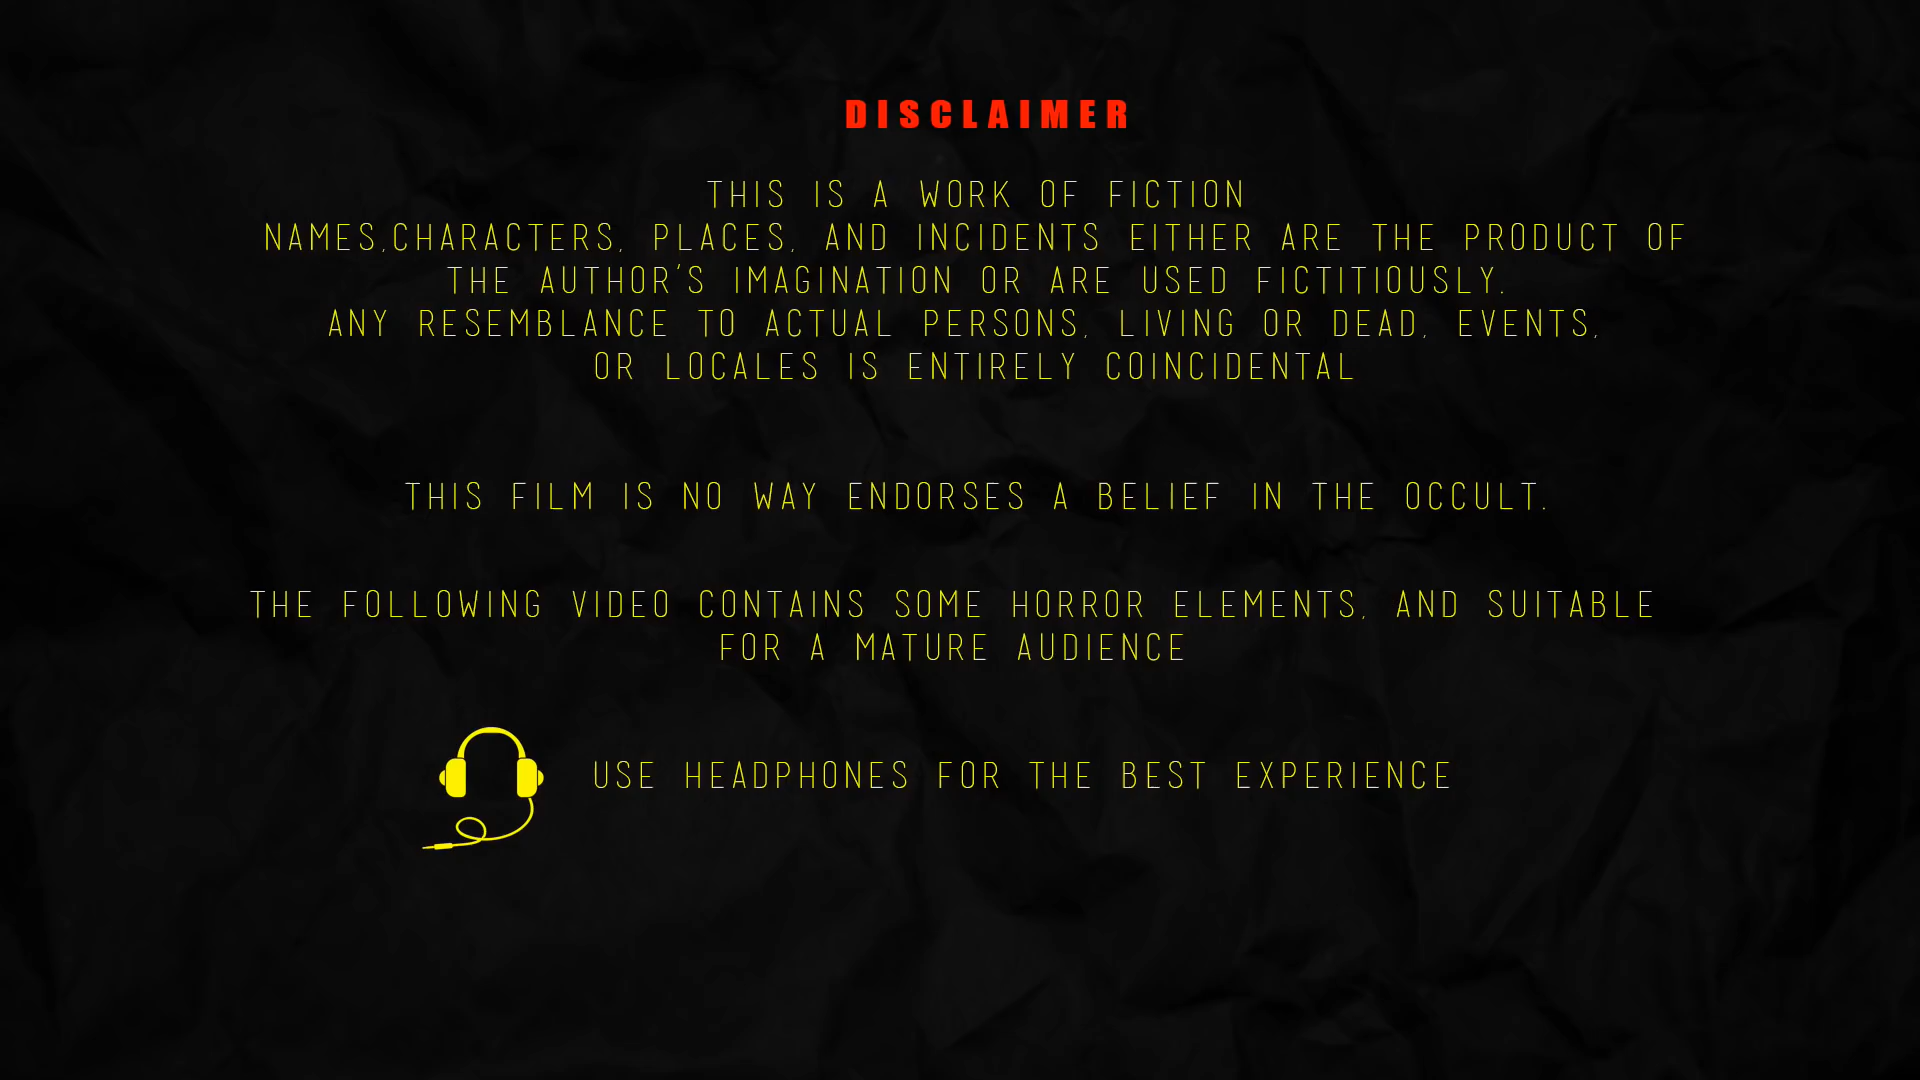 DISCLAIMER
THIS IS A WORK OF FICTION
NAMES,CHARACTERS, PLACES, AND INCIDENTS EITHER ARE THE PRODUCT OF
THE AUTHOR'S IMAGINATION OR ARE USED FICTITIOUSLY.
ANY RESEMBLANCE TO ACTUAL PERSONS, LIVING OR DEAD, EVENTS,
OR LOCALES IS ENTIRELY COINCIDENTAL
THIS FILM IS NO WAY ENDORSES A BELIEF IN THE OCCULT.
THE FOLLOWING VIDEO CONTAINS SOME HORROR ELEMENTS, AND SUITABLE
FOR A MATURE AUDIENCE
USE HEADPHONES FOR THE BEST EXPERIENCE